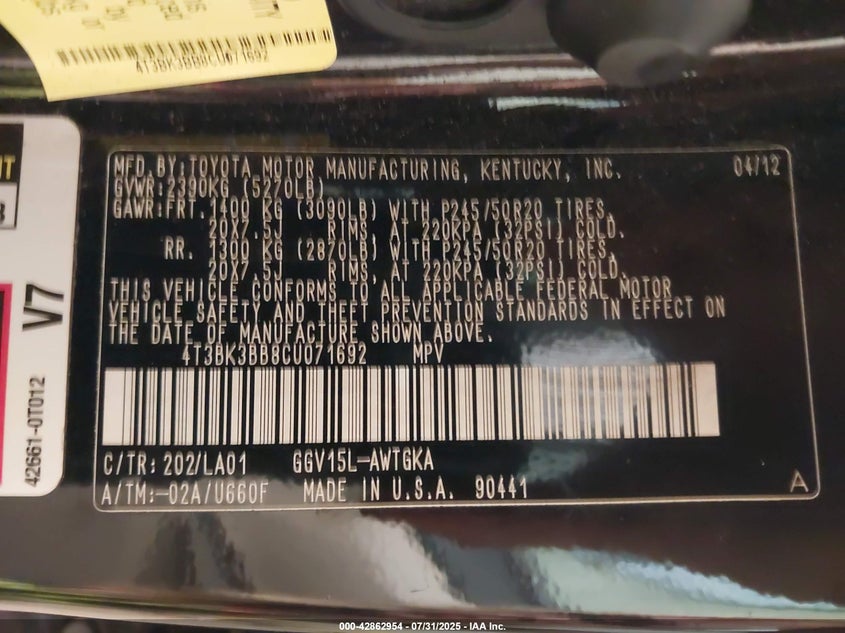 4T3BK3BB8CU071692
MFD.BY:TOYOTA MOTOR MANUFACTURING, KENTUCKY, INC. 04/12
GVWR:2390KG (5270LB)
GAWR:FRT. 1400 KG (3090LB) WITH P245/50R20 TIRES,
20X7.5J RIMS, AT 220KPA (32PSI) COLD.
RR. 1300 KG (2870LB) WITH P245/50R20 TIRES,
20X7.5J RIMS, AT 220KPA (32PSI) COLD.
THIS VEHICLE CONFORMS TO ALL APPLICABLE FEDERAL MOTOR
VEHICLE SAFETY AND THEFT PREVENTION STANDARDS IN EFFECT ON
THE DATE OF MANUFACTURE SHOWN ABOVE.
4T3BK3BB8CU071692 MPV
C/TR:202/LA01 GGV15L-AWTGKA
A/TM:-02A/U660F MADE IN U.S.A. 90441
A
V7
42661-0T012
000-42862954 - 07/31/2025 - IAA Inc.